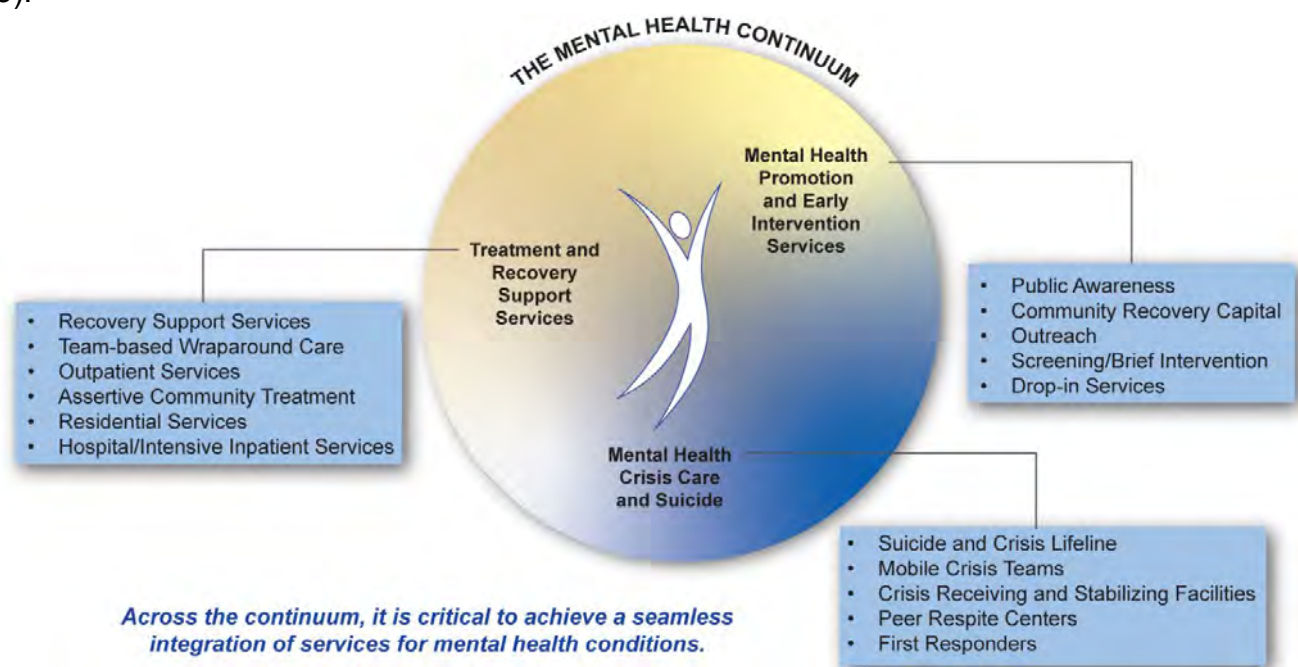 THE MENTAL HEALTH CONTINUUM
Mental Health
Promotion
and Early
Intervention
Services
Treatment and
Recovery
Support
Services
Mental Health
Crisis Care
and Suicide
• Recovery Support Services
• Team-based Wraparound Care
• Outpatient Services
• Assertive Community Treatment
• Residential Services
• Hospital/Intensive Inpatient Services
• Public Awareness
• Community Recovery Capital
• Outreach
• Screening/Brief Intervention
• Drop-in Services
• Suicide and Crisis Lifeline
• Mobile Crisis Teams
• Crisis Receiving and Stabilizing Facilities
• Peer Respite Centers
• First Responders
Across the continuum, it is critical to achieve a seamless
integration of services for mental health conditions.